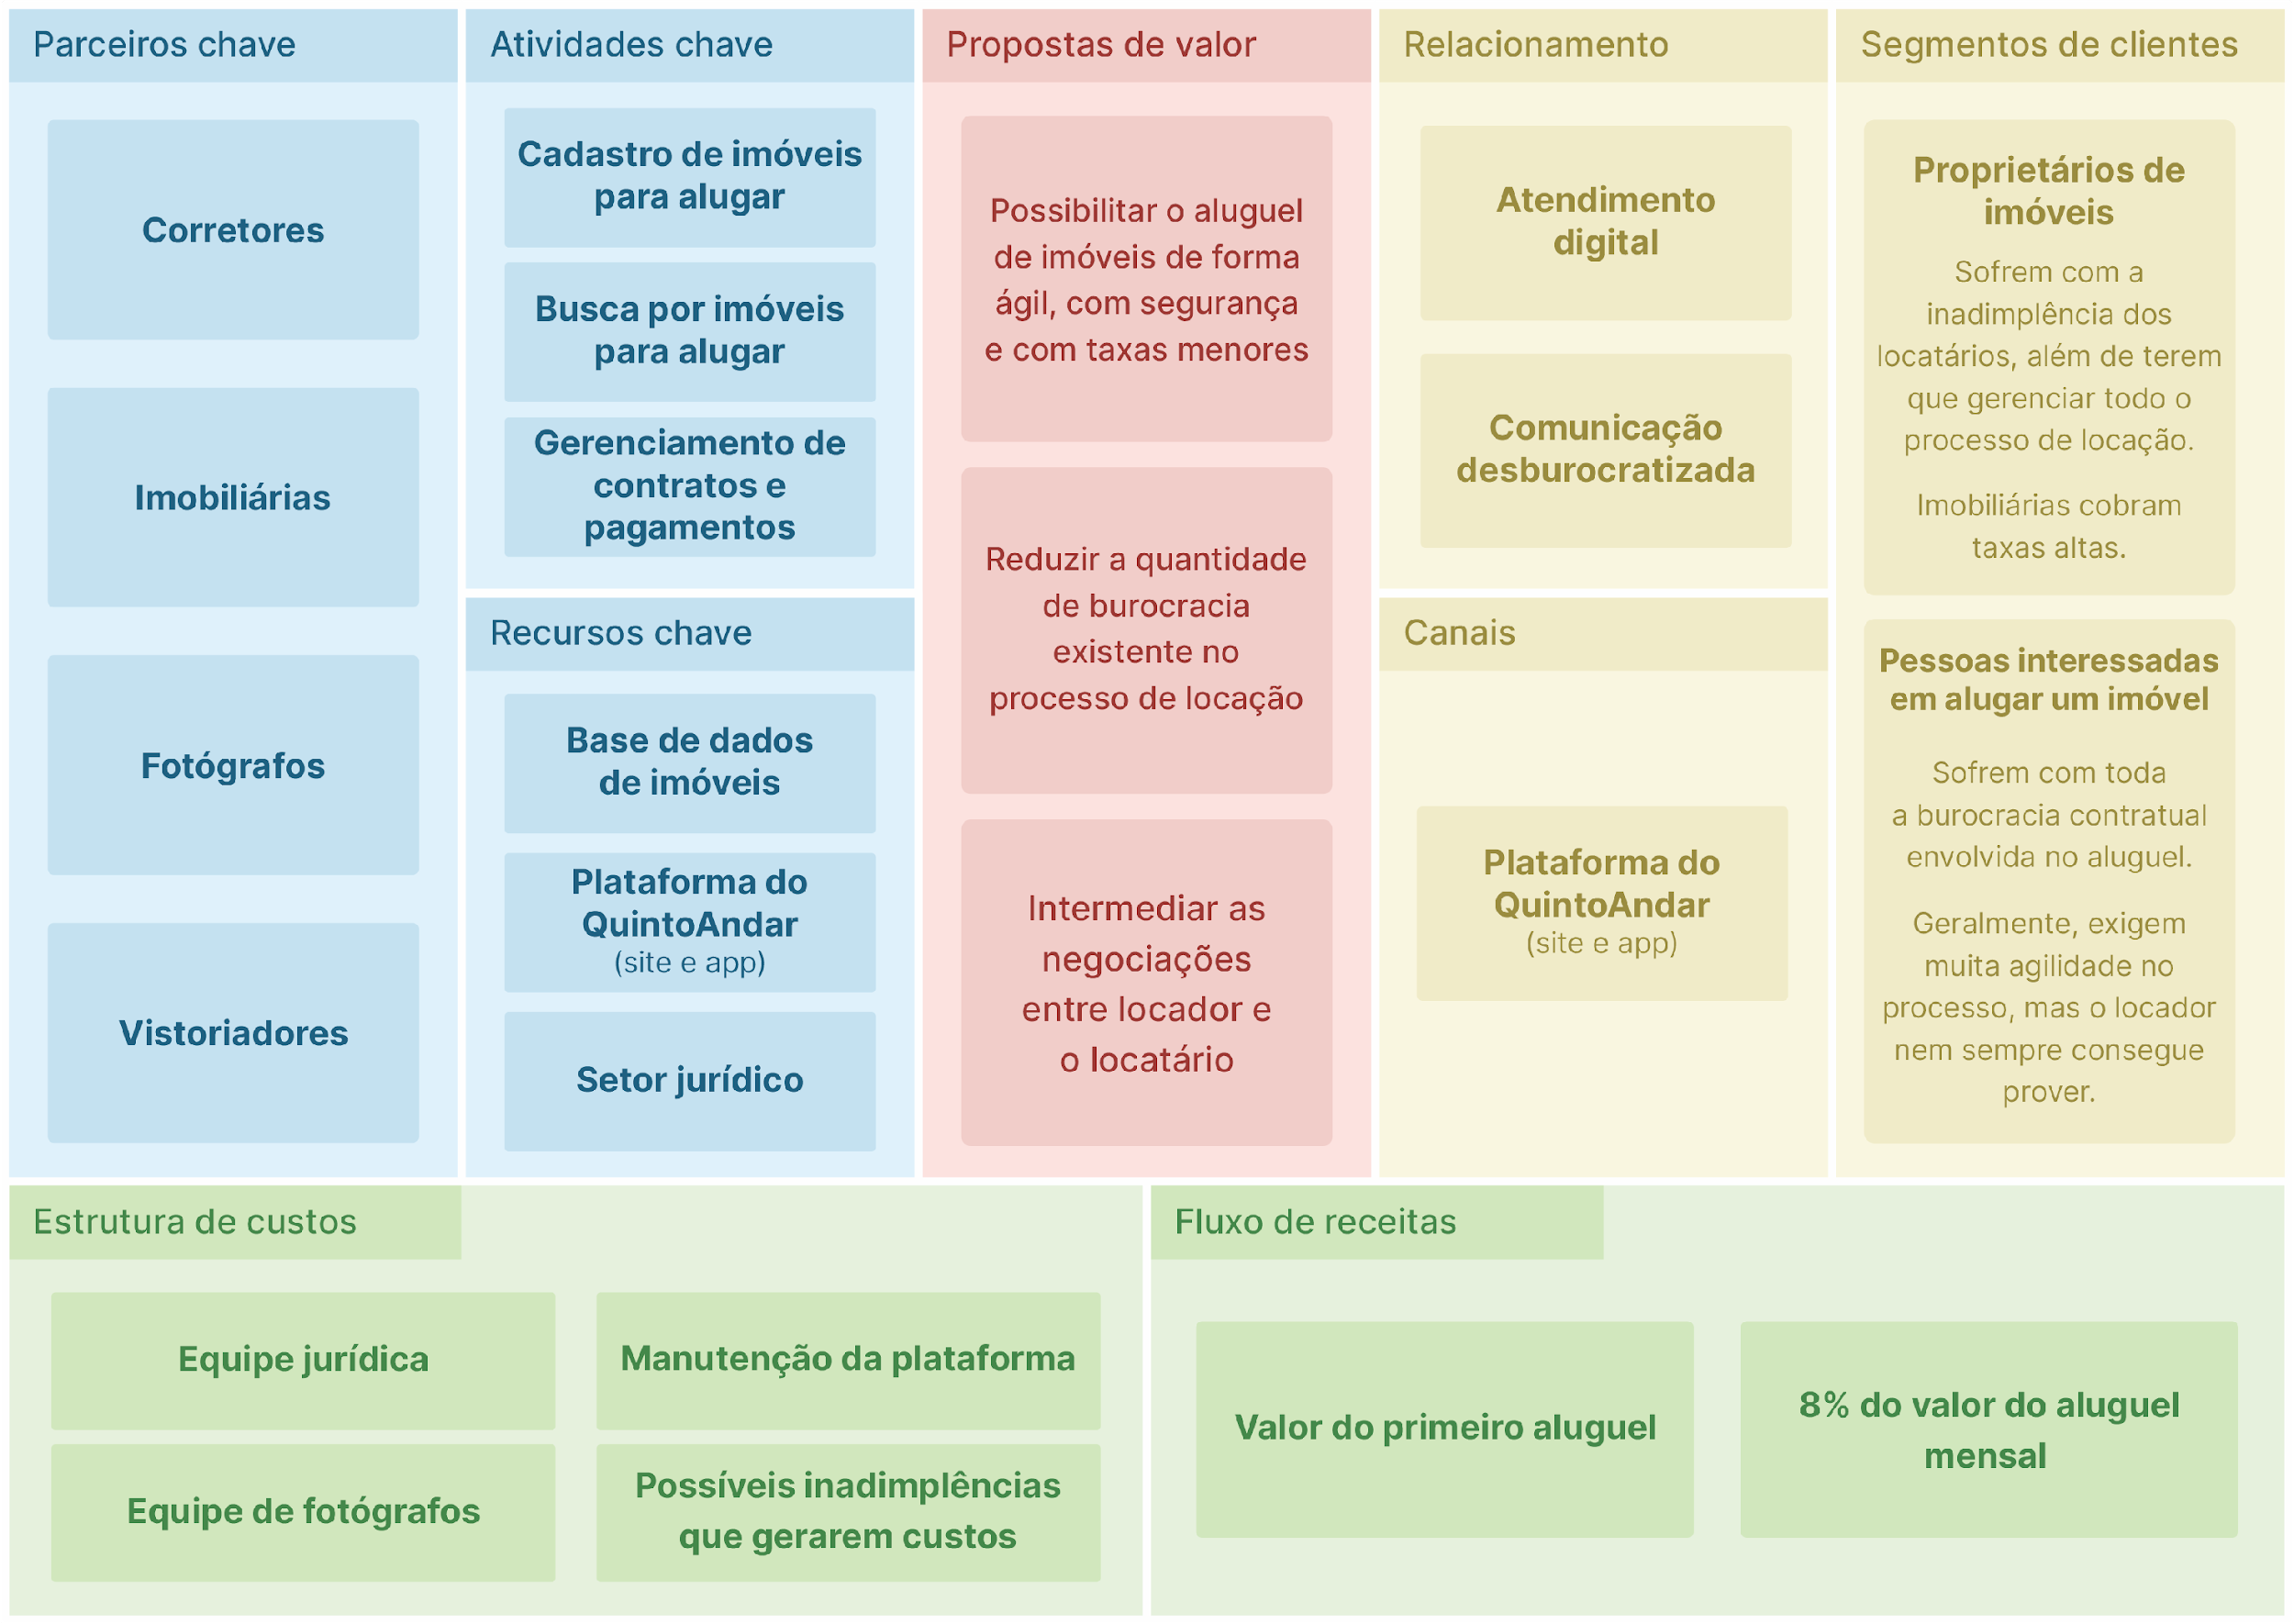 Parceiros chave
Corretores
Imobiliárias
Fotógrafos
Vistoriadores
Atividades chave
Cadastro de imóveis
para alugar
Busca por imóveis
para alugar
Gerenciamento de
contratos e
pagamentos
Recursos chave
Base de dados
de imóveis
Plataforma do
QuintoAndar
(site e app)
Setor jurídico
Propostas de valor
Possibilitar o aluguel
de imóveis de forma
ágil, com segurança
e com taxas menores
Reduzir a quantidade
de burocracia
existente no
processo de locação
Intermediar as
negociações
entre locador e
o locatário
Relacionamento
Atendimento
digital
Comunicação
desburocratizada
Canais
Plataforma do
QuintoAndar
(site e app)
Segmentos de clientes
Proprietários de
imóveis
Sofrem com a
inadimplência dos
locatários, além de terem
que gerenciar todo o
processo de locação.
Imobiliárias cobram
taxas altas.
Pessoas interessadas
em alugar um imóvel
Sofrem com toda
a burocracia contratual
envolvida no aluguel.
Geralmente, exigem
muita agilidade no
processo, mas o locador
nem sempre consegue
prover.
Estrutura de custos
Equipe jurídica
Manutenção da plataforma
Equipe de fotógrafos
Possíveis inadimplências
que gerarem custos
Fluxo de receitas
Valor do primeiro aluguel
8% do valor do aluguel
mensal